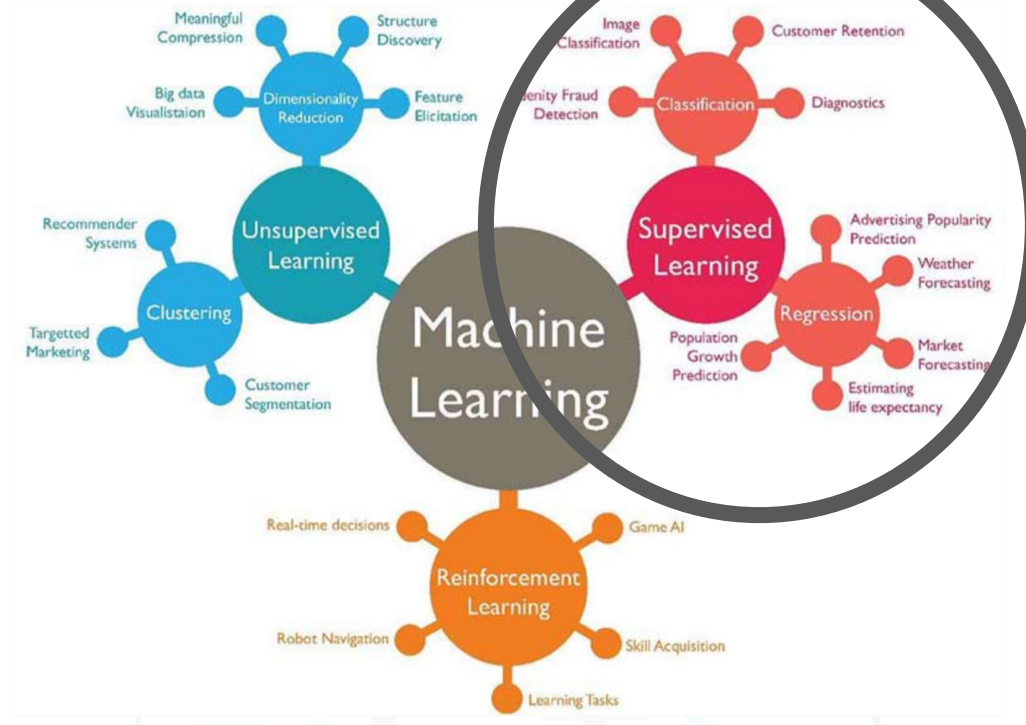 Meaningful
Compression
Structure
Discovery
Big data
Visualistaion
Dimensionality
Reduction
Feature
Elicitation
Image
Classification
Customer Retention
enity Fraud
Detection
Classification
Diagnostics
Recommender
Systems
Unsupervised
Learning
Supervised
Learning
Advertising Popularity
Prediction
Weather
Forecasting
Clustering
Regression
Targetted
Marketing
Customer
Segmentation
Machine
Learning
Population
Growth
Prediction
Market
Forecasting
Estimating
life expectancy
Real-time decisions
Game AI
Reinforcement
Learning
Robot Navigation
Skill Acquisition
Learning Tasks